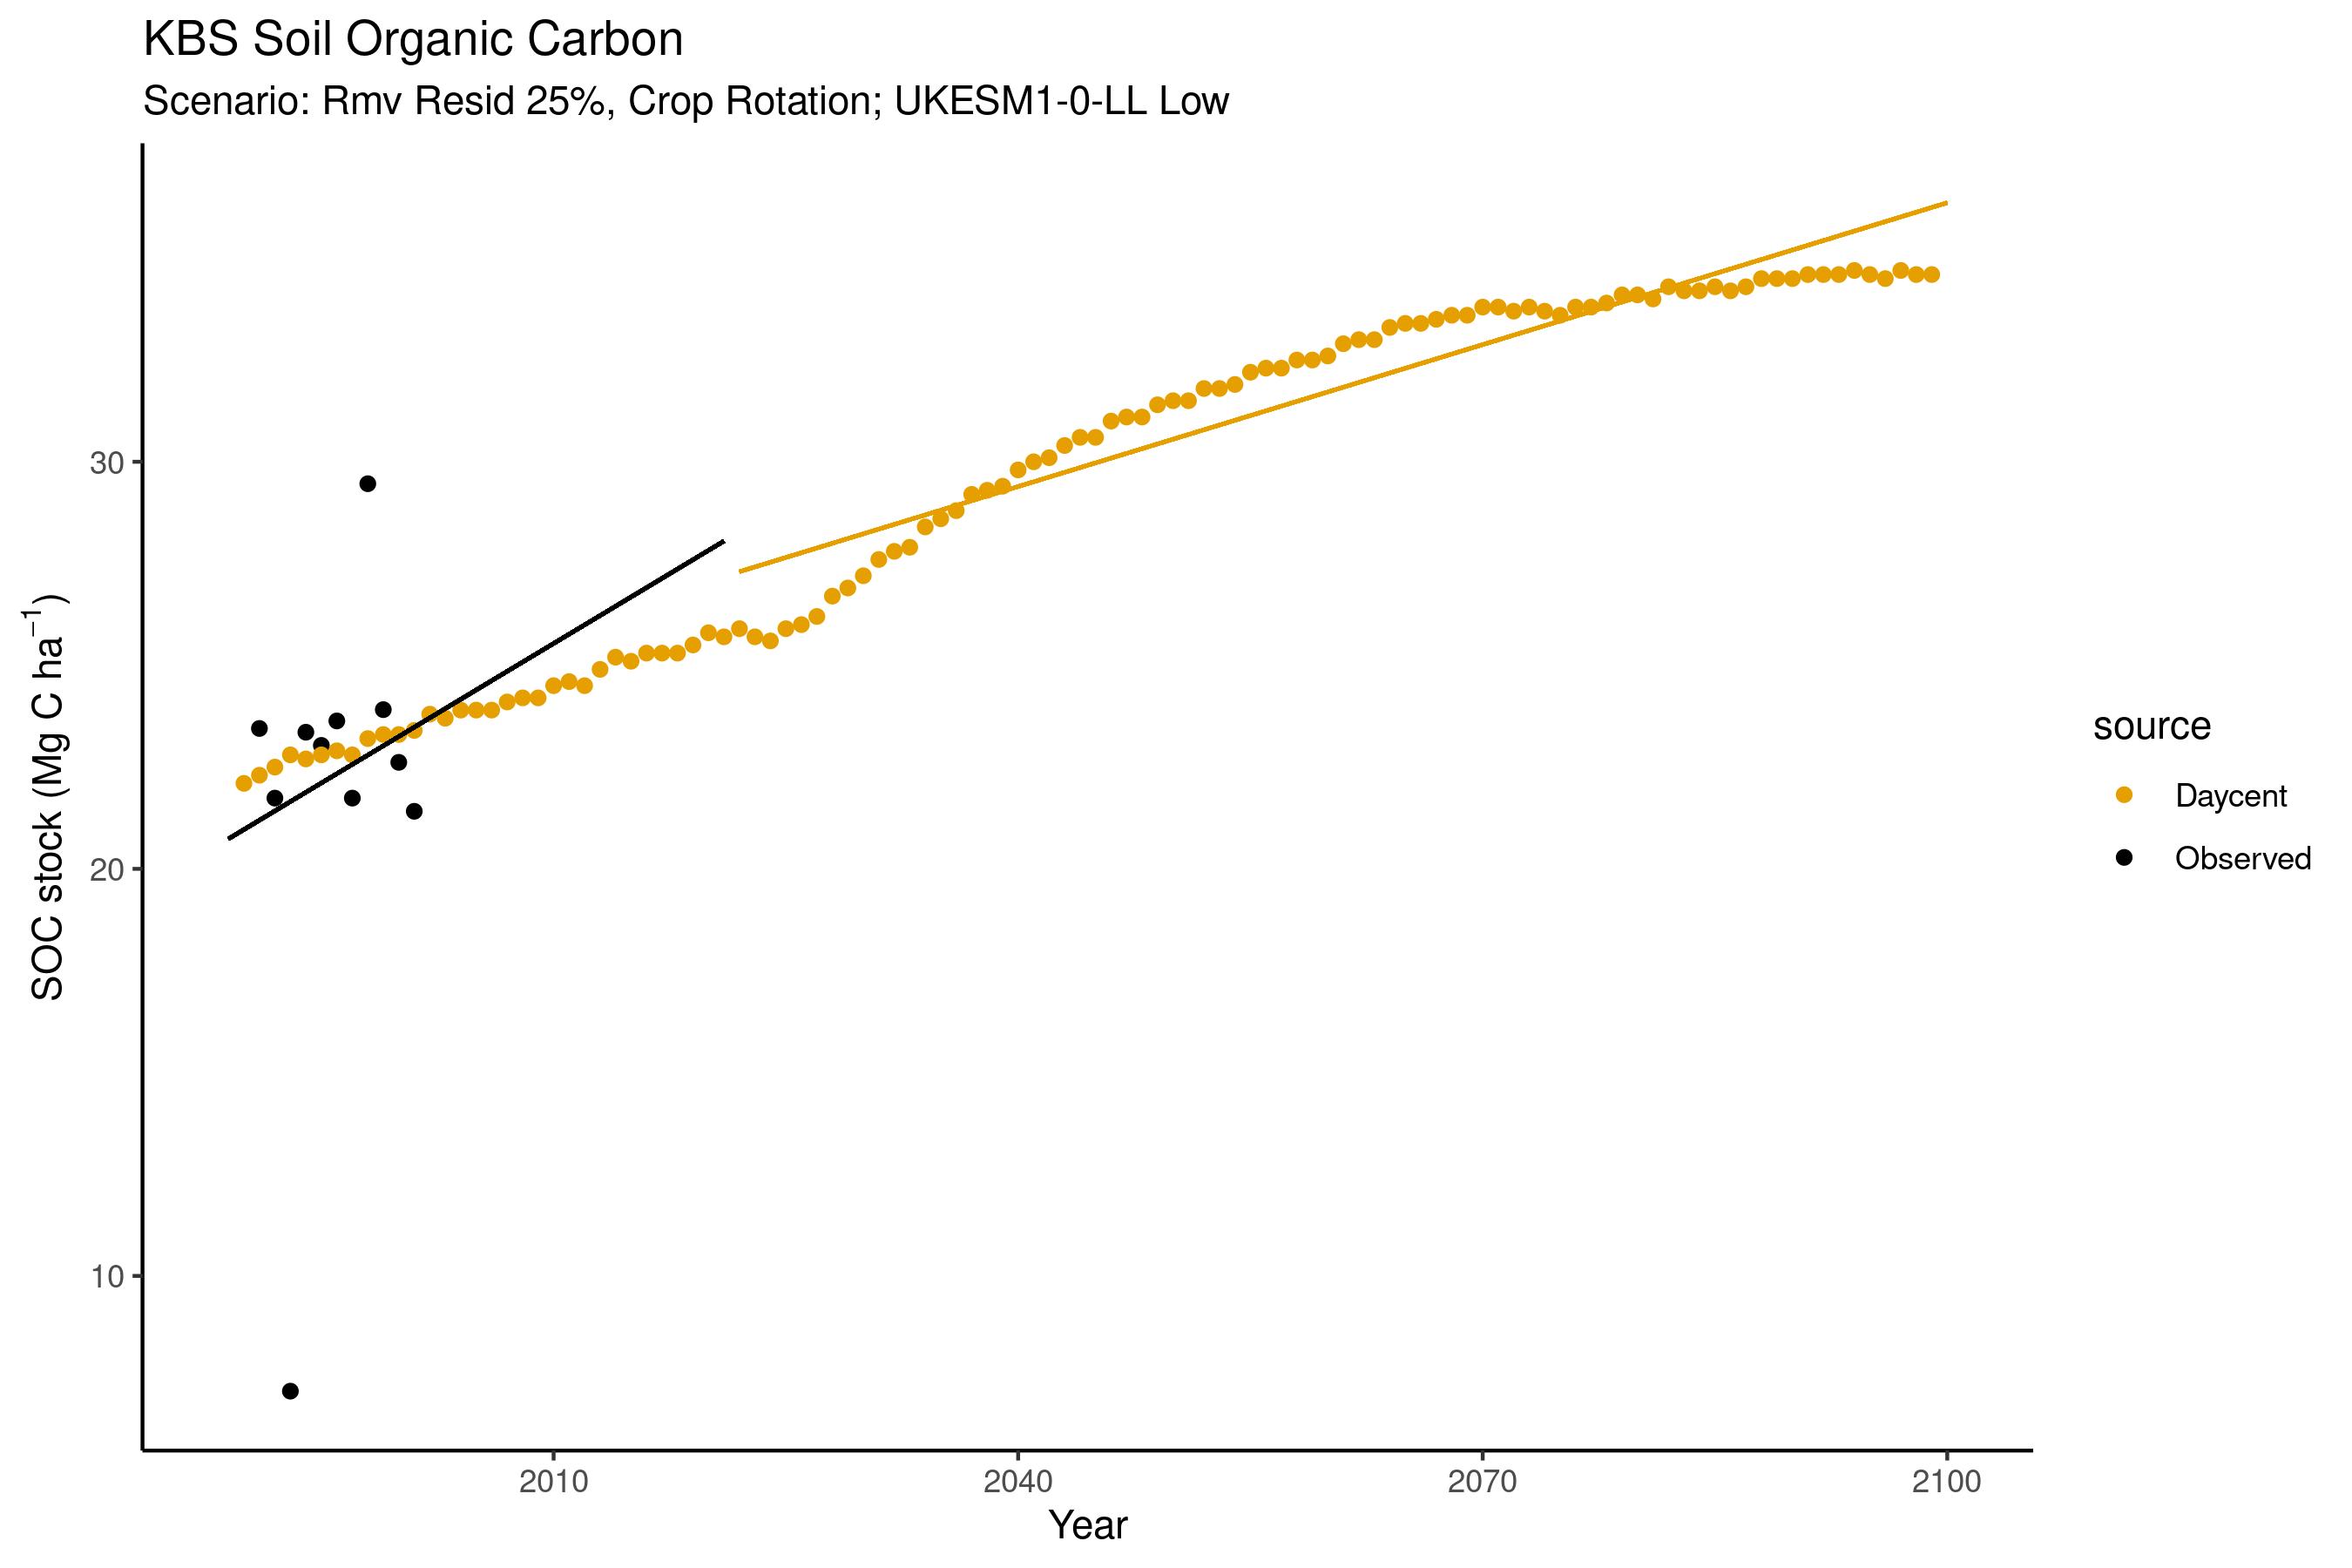 KBS Soil Organic Carbon
Scenario: Rmv Resid 25%, Crop Rotation; UKESM1-0-LL Low
SOC stock (Mg C ha⁻¹)
30
20
10
2010
2040
2070
2100
Year
source
Daycent
Observed